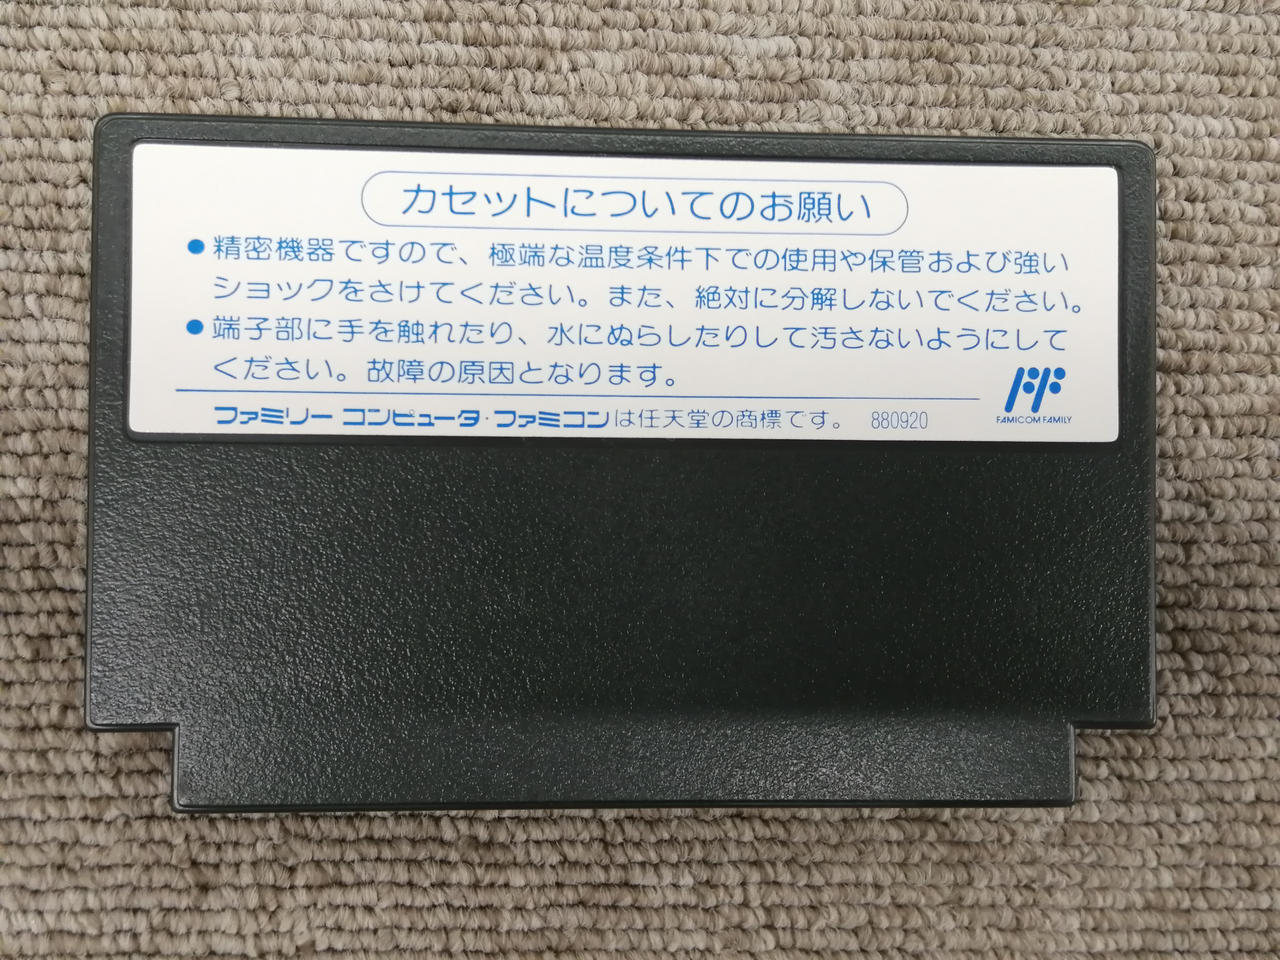 カセットについてのお願い
●精密機器ですので、極端な温度条件下での使用や保管および強い
ショックをさけてください。また、絶対に分解しないでください。
●端子部に手を触れたり、水にぬらしたりして汚さないようにして
ください。故障の原因となります。
ファミリー コンピュータ・ファミコンは任天堂の商標です。 880920
FAMICOM FAMILY